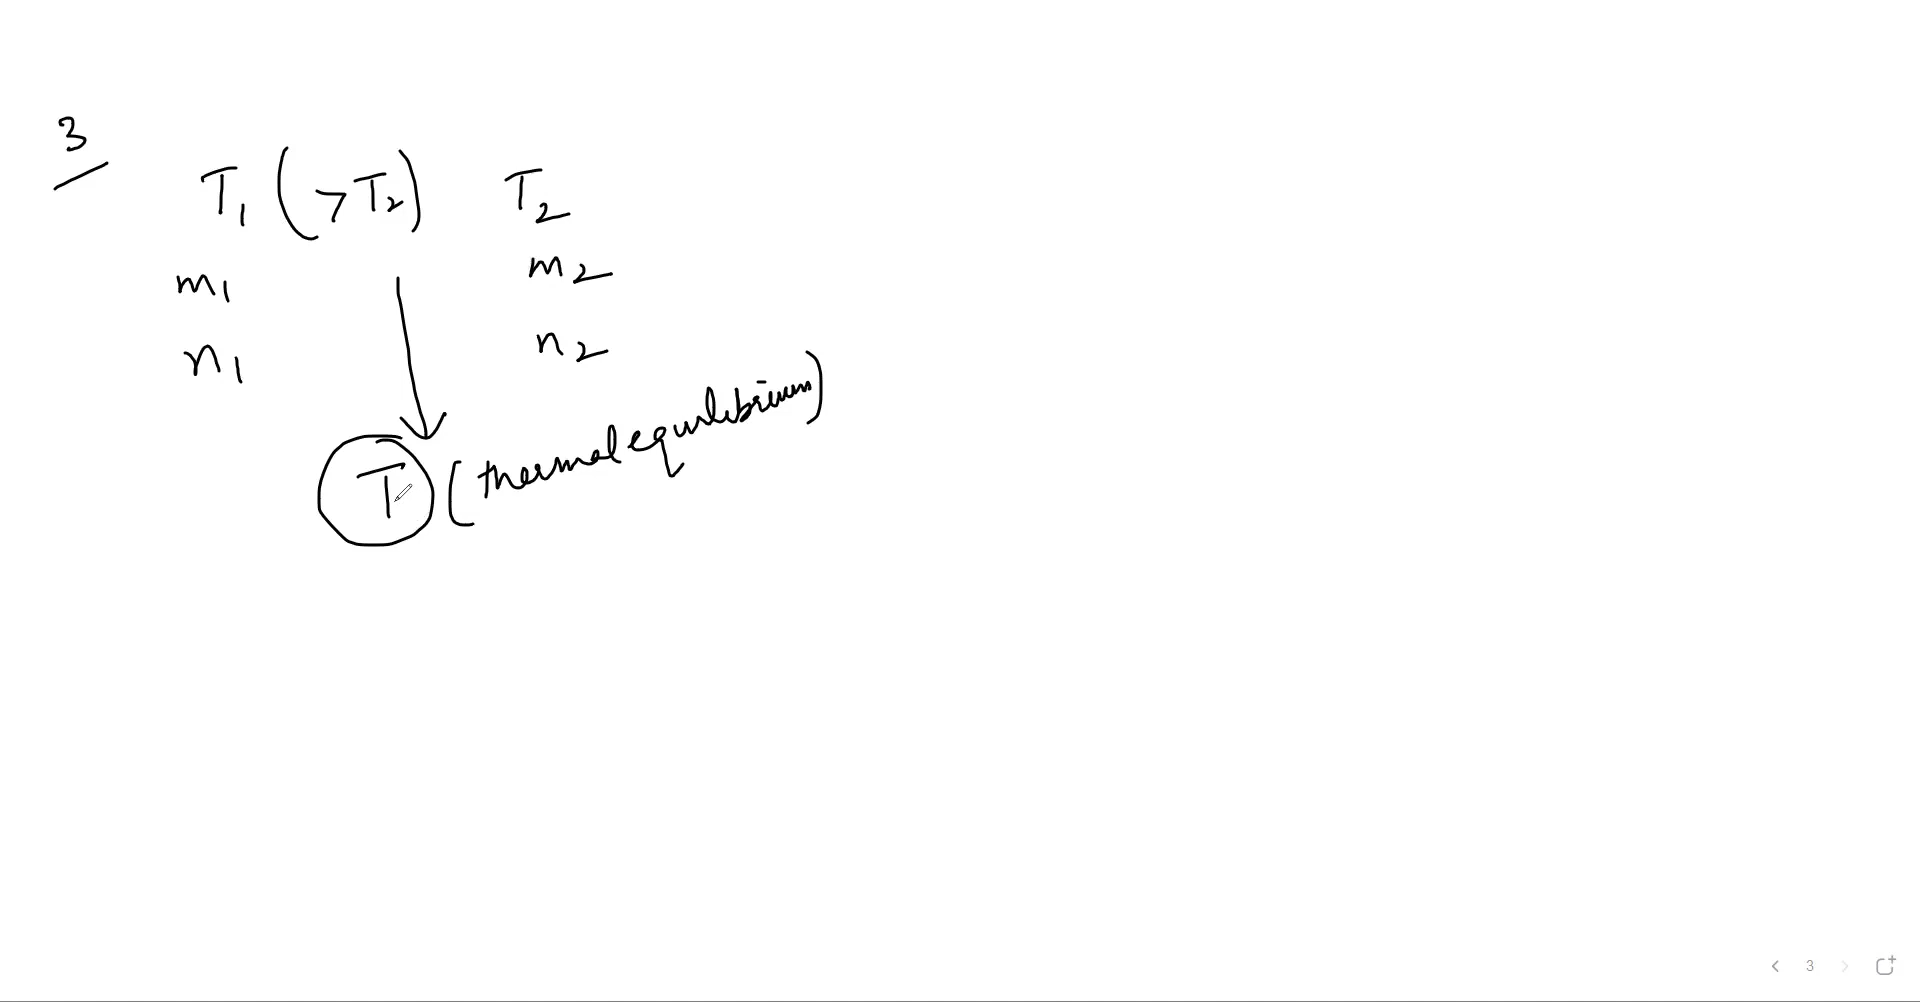 3
T₁ (>T₂) T₂
m₁ m₂
n₁ n₂
T (thermal equilibrium)
3